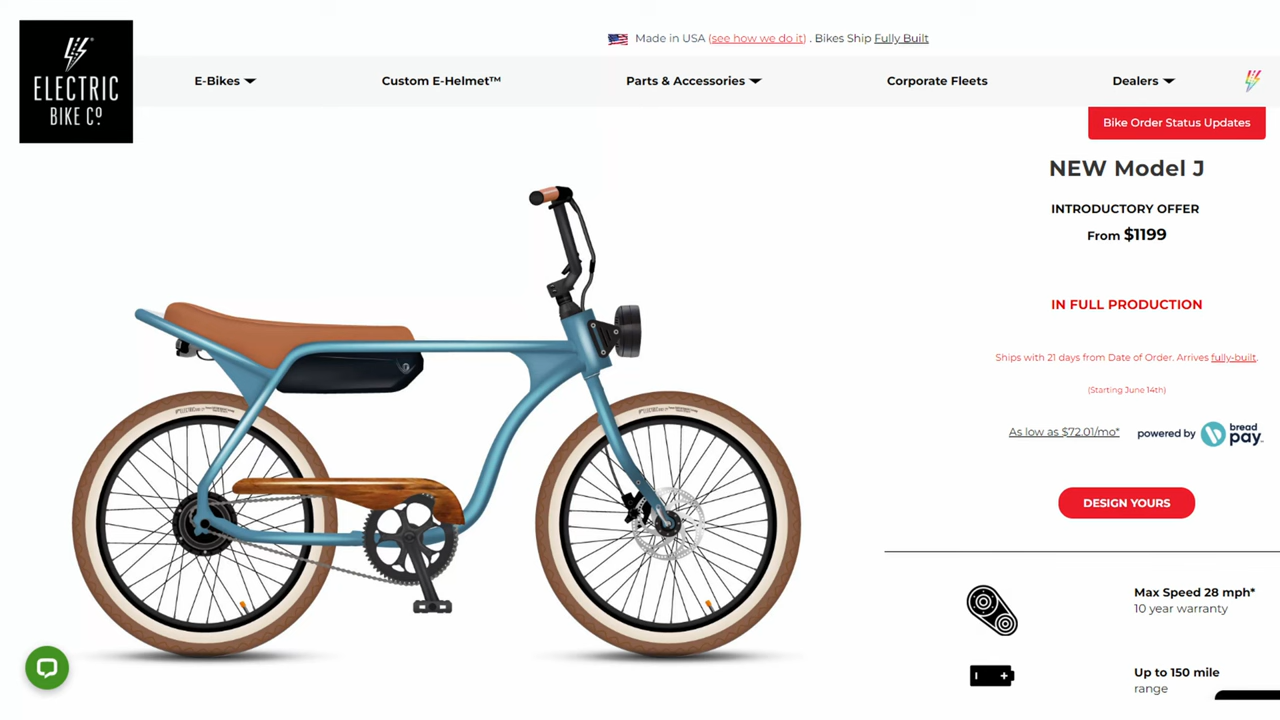 ELECTRIC
BIKE CO.
Made in USA (see how we do it) . Bikes Ship Fully Built
E-Bikes
Custom E-Helmet™
Parts & Accessories
Corporate Fleets
Dealers
Bike Order Status Updates
NEW Model J
INTRODUCTORY OFFER
From $1199
IN FULL PRODUCTION
Ships with 21 days from Date of Order. Arrives fully-built.
(Starting June 14th)
As low as $72.01/mo*
powered by bread pay™
DESIGN YOURS
Max Speed 28 mph*
10 year warranty
Up to 150 mile
range